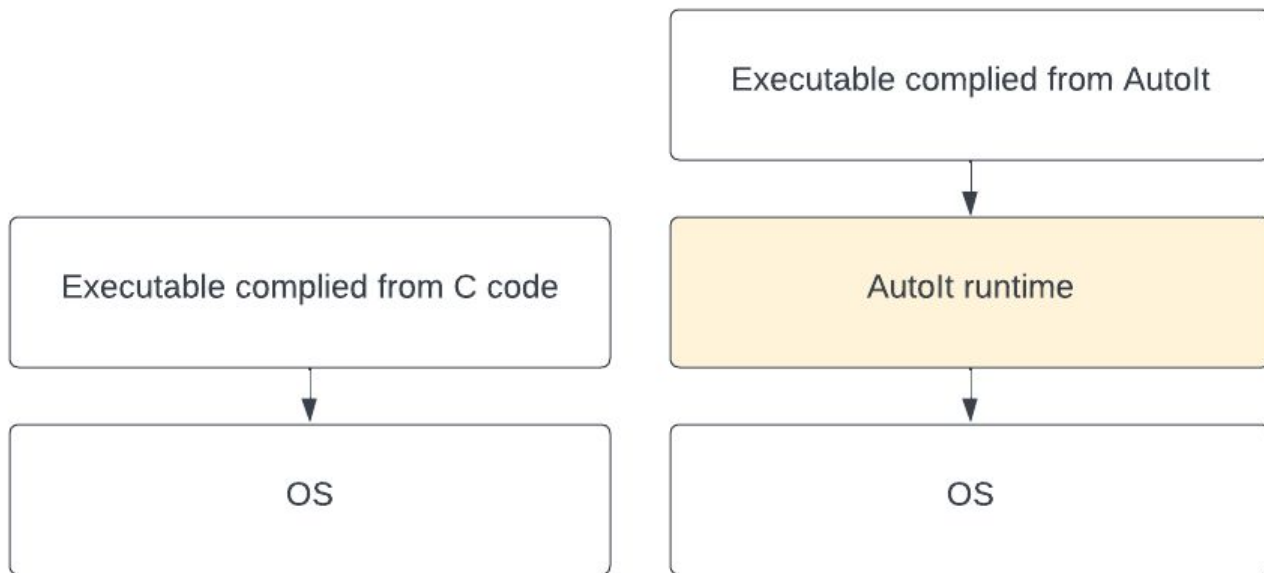 Executable complied from AutoIt
Executable complied from C code
AutoIt runtime
OS
OS